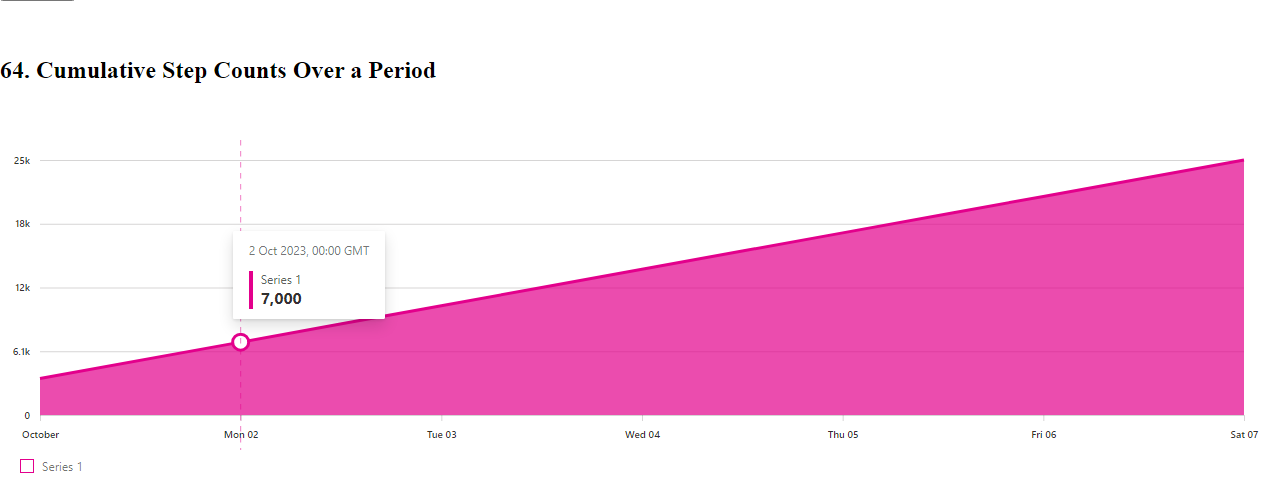 64. Cumulative Step Counts Over a Period
25k
18k
12k
6.1k
0
2 Oct 2023, 00:00 GMT
Series 1
7,000
October Mon 02 Tue 03 Wed 04 Thu 05 Fri 06 Sat 07
Series 1